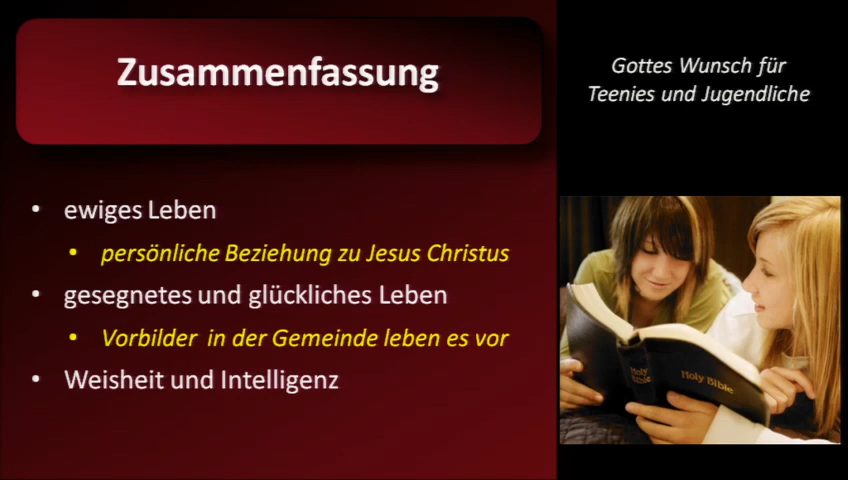 Zusammenfassung
Gottes Wunsch für
Teenies und Jugendliche
• ewiges Leben
• persönliche Beziehung zu Jesus Christus
• gesegnetes und glückliches Leben
• Vorbilder in der Gemeinde leben es vor
• Weisheit und Intelligenz
Holy
Bible
Holy Bible